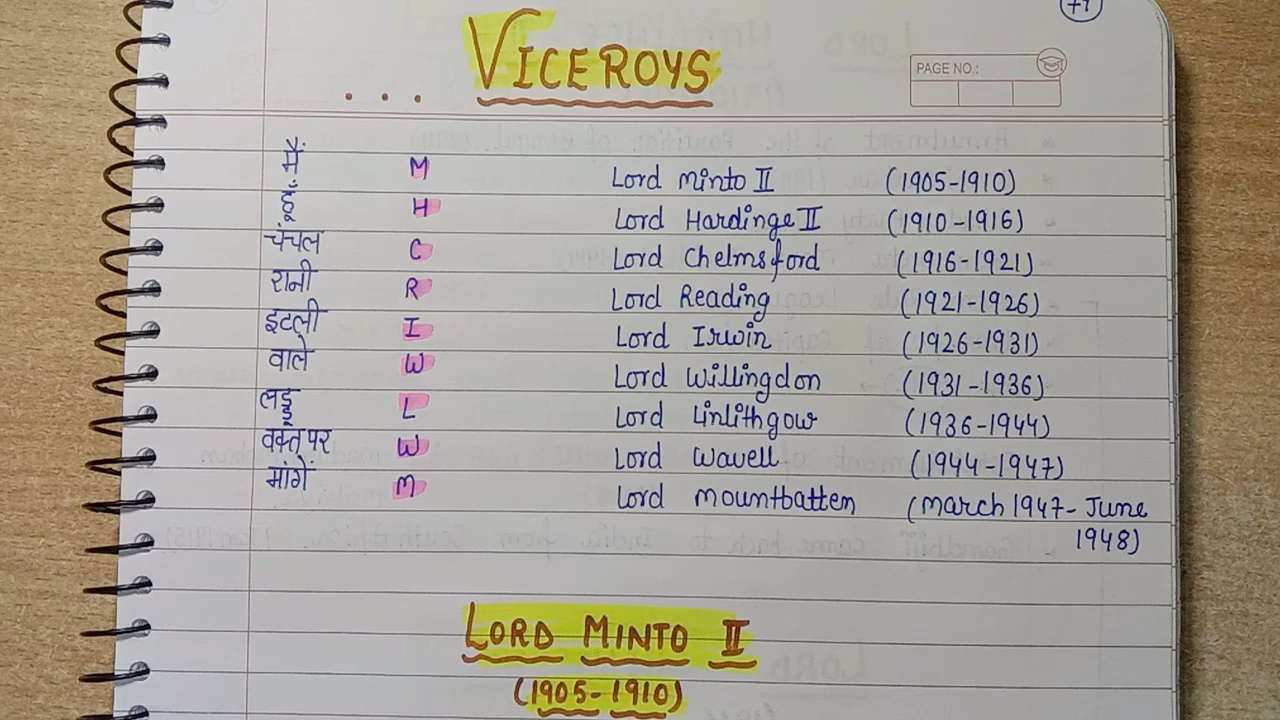 74
VICEROYS
. . .
PAGE NO.:
मैं M Lord Minto II (1905-1910)
हूँ H Lord Hardinge II (1910-1916)
चंचल C Lord Chelmsford (1916-1921)
रानी R Lord Reading (1921-1926)
इटली I Lord Irwin (1926-1931)
वाले W Lord Willingdon (1931-1936)
लड्डू L Lord Linlithgow (1936-1944)
वक्त पर W Lord Wavell (1944-1947)
मांगे M Lord Mountbatten (March 1947- June
1948)
LORD MINTO II
(1905-1910)